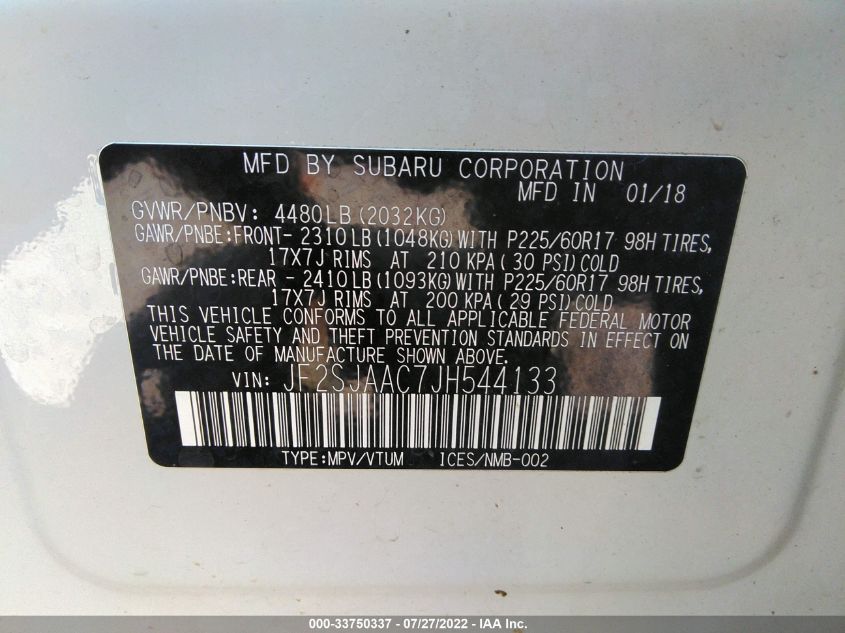 MFD BY SUBARU CORPORATION
MFD IN 01/18
GVWR/PNBV: 4480LB(2032KG)
GAWR/PNBE:FRONT- 2310LB(1048KG)WITH P225/60R17 98H TIRES,
17X7J RIMS AT 210 KPA(30 PSI)COLD
GAWR/PNBE:REAR - 2410LB(1093KG)WITH P225/60R17 98H TIRES,
17X7J RIMS AT 200 KPA(29 PSI)COLD
THIS VEHICLE CONFORMS TO ALL APPLICABLE FEDERAL MOTOR
VEHICLE SAFETY AND THEFT PREVENTION STANDARDS IN EFFECT ON
THE DATE OF MANUFACTURE SHOWN ABOVE.
VIN: JF2SJAAC7JH544133
TYPE:MPV/VTUM ICES/NMB-002
000-33750337 - 07/27/2022 - IAA, Inc.